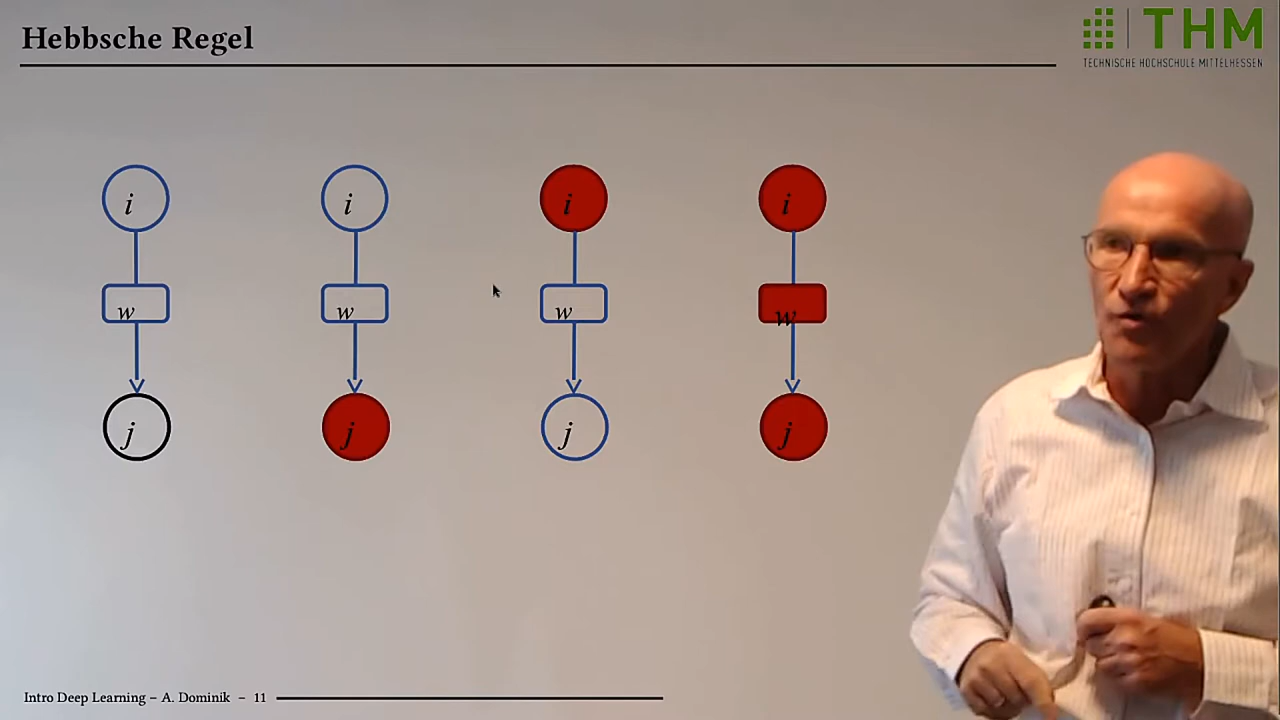 Hebbsche Regel
THM
TECHNISCHE HOCHSCHULE MITTELHESSEN
i i i i
w w w w
j j j j
Intro Deep Learning – A. Dominik – 11